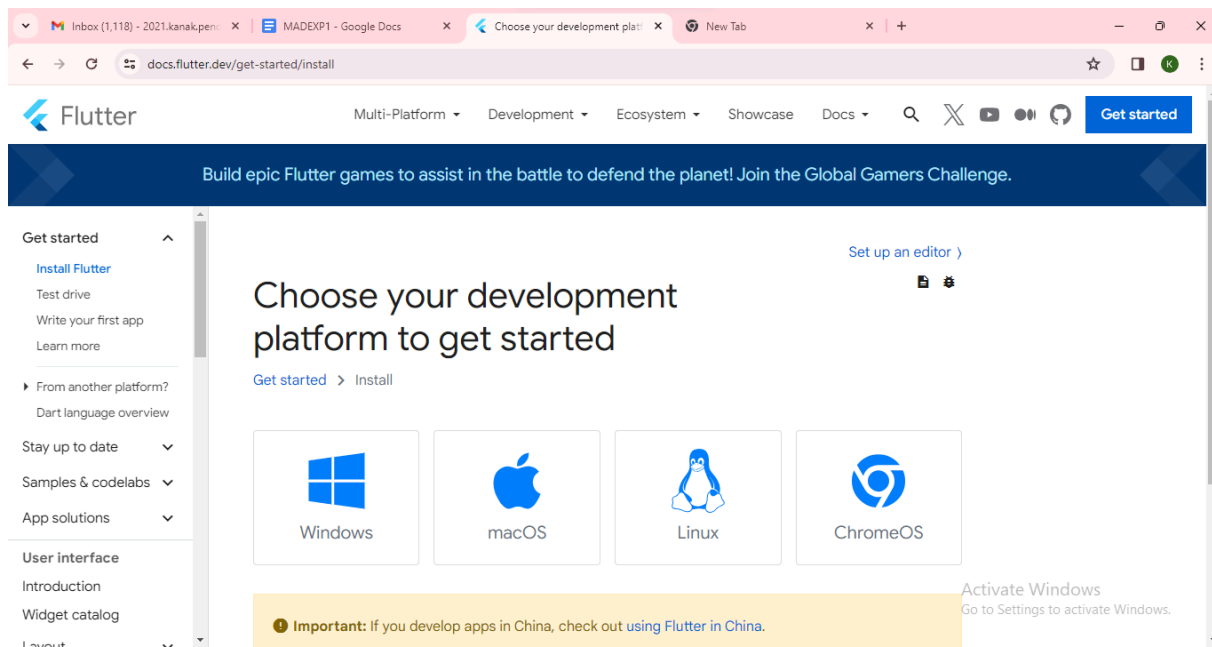 Inbox (1,118) - 2021.kanak.penc
MADEXP1 - Google Docs
Choose your development platf
New Tab
docs.flutter.dev/get-started/install
K
Flutter
Multi-Platform
Development
Ecosystem
Showcase
Docs
Get started
Build epic Flutter games to assist in the battle to defend the planet! Join the Global Gamers Challenge.
Get started
Install Flutter
Test drive
Write your first app
Learn more
From another platform?
Dart language overview
Stay up to date
Samples & codelabs
App solutions
User interface
Introduction
Widget catalog
Layout
Set up an editor
Choose your development
platform to get started
Get started > Install
Windows
macOS
Linux
ChromeOS
Important: If you develop apps in China, check out using Flutter in China.
Activate Windows
Go to Settings to activate Windows.